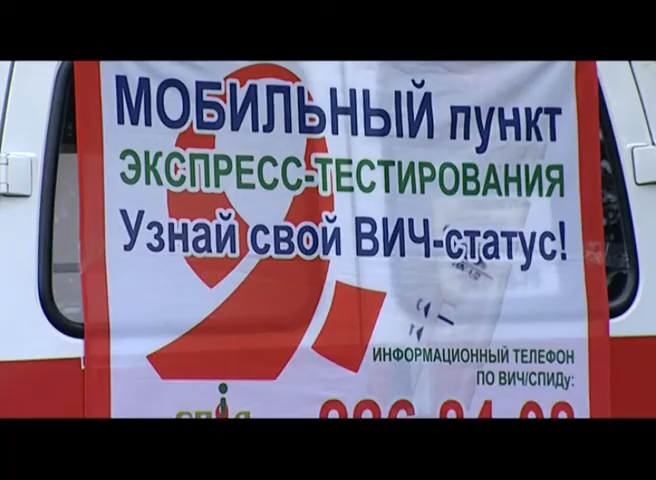 МОБИЛЬНЫЙ пункт
ЭКСПРЕСС-ТЕСТИРОВАНИЯ
Узнай свой ВИЧ-статус!
ИНФОРМАЦИОННЫЙ ТЕЛЕФОН
ПО ВИЧ/СПИДу: